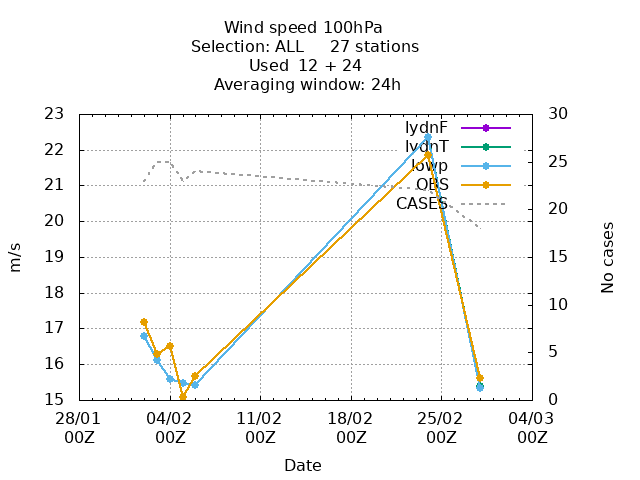 Wind speed 100hPa
Selection: ALL     27 stations
Used  12 + 24
Averaging window: 24h
23
22
21
20
19
18
17
16
15
m/s
30
25
20
15
10
5
0
No cases
lydnF
lydnT
lowp
OBS
CASES
28/01 04/02 11/02 18/02 25/02 04/03
00Z 00Z 00Z 00Z 00Z 00Z
Date